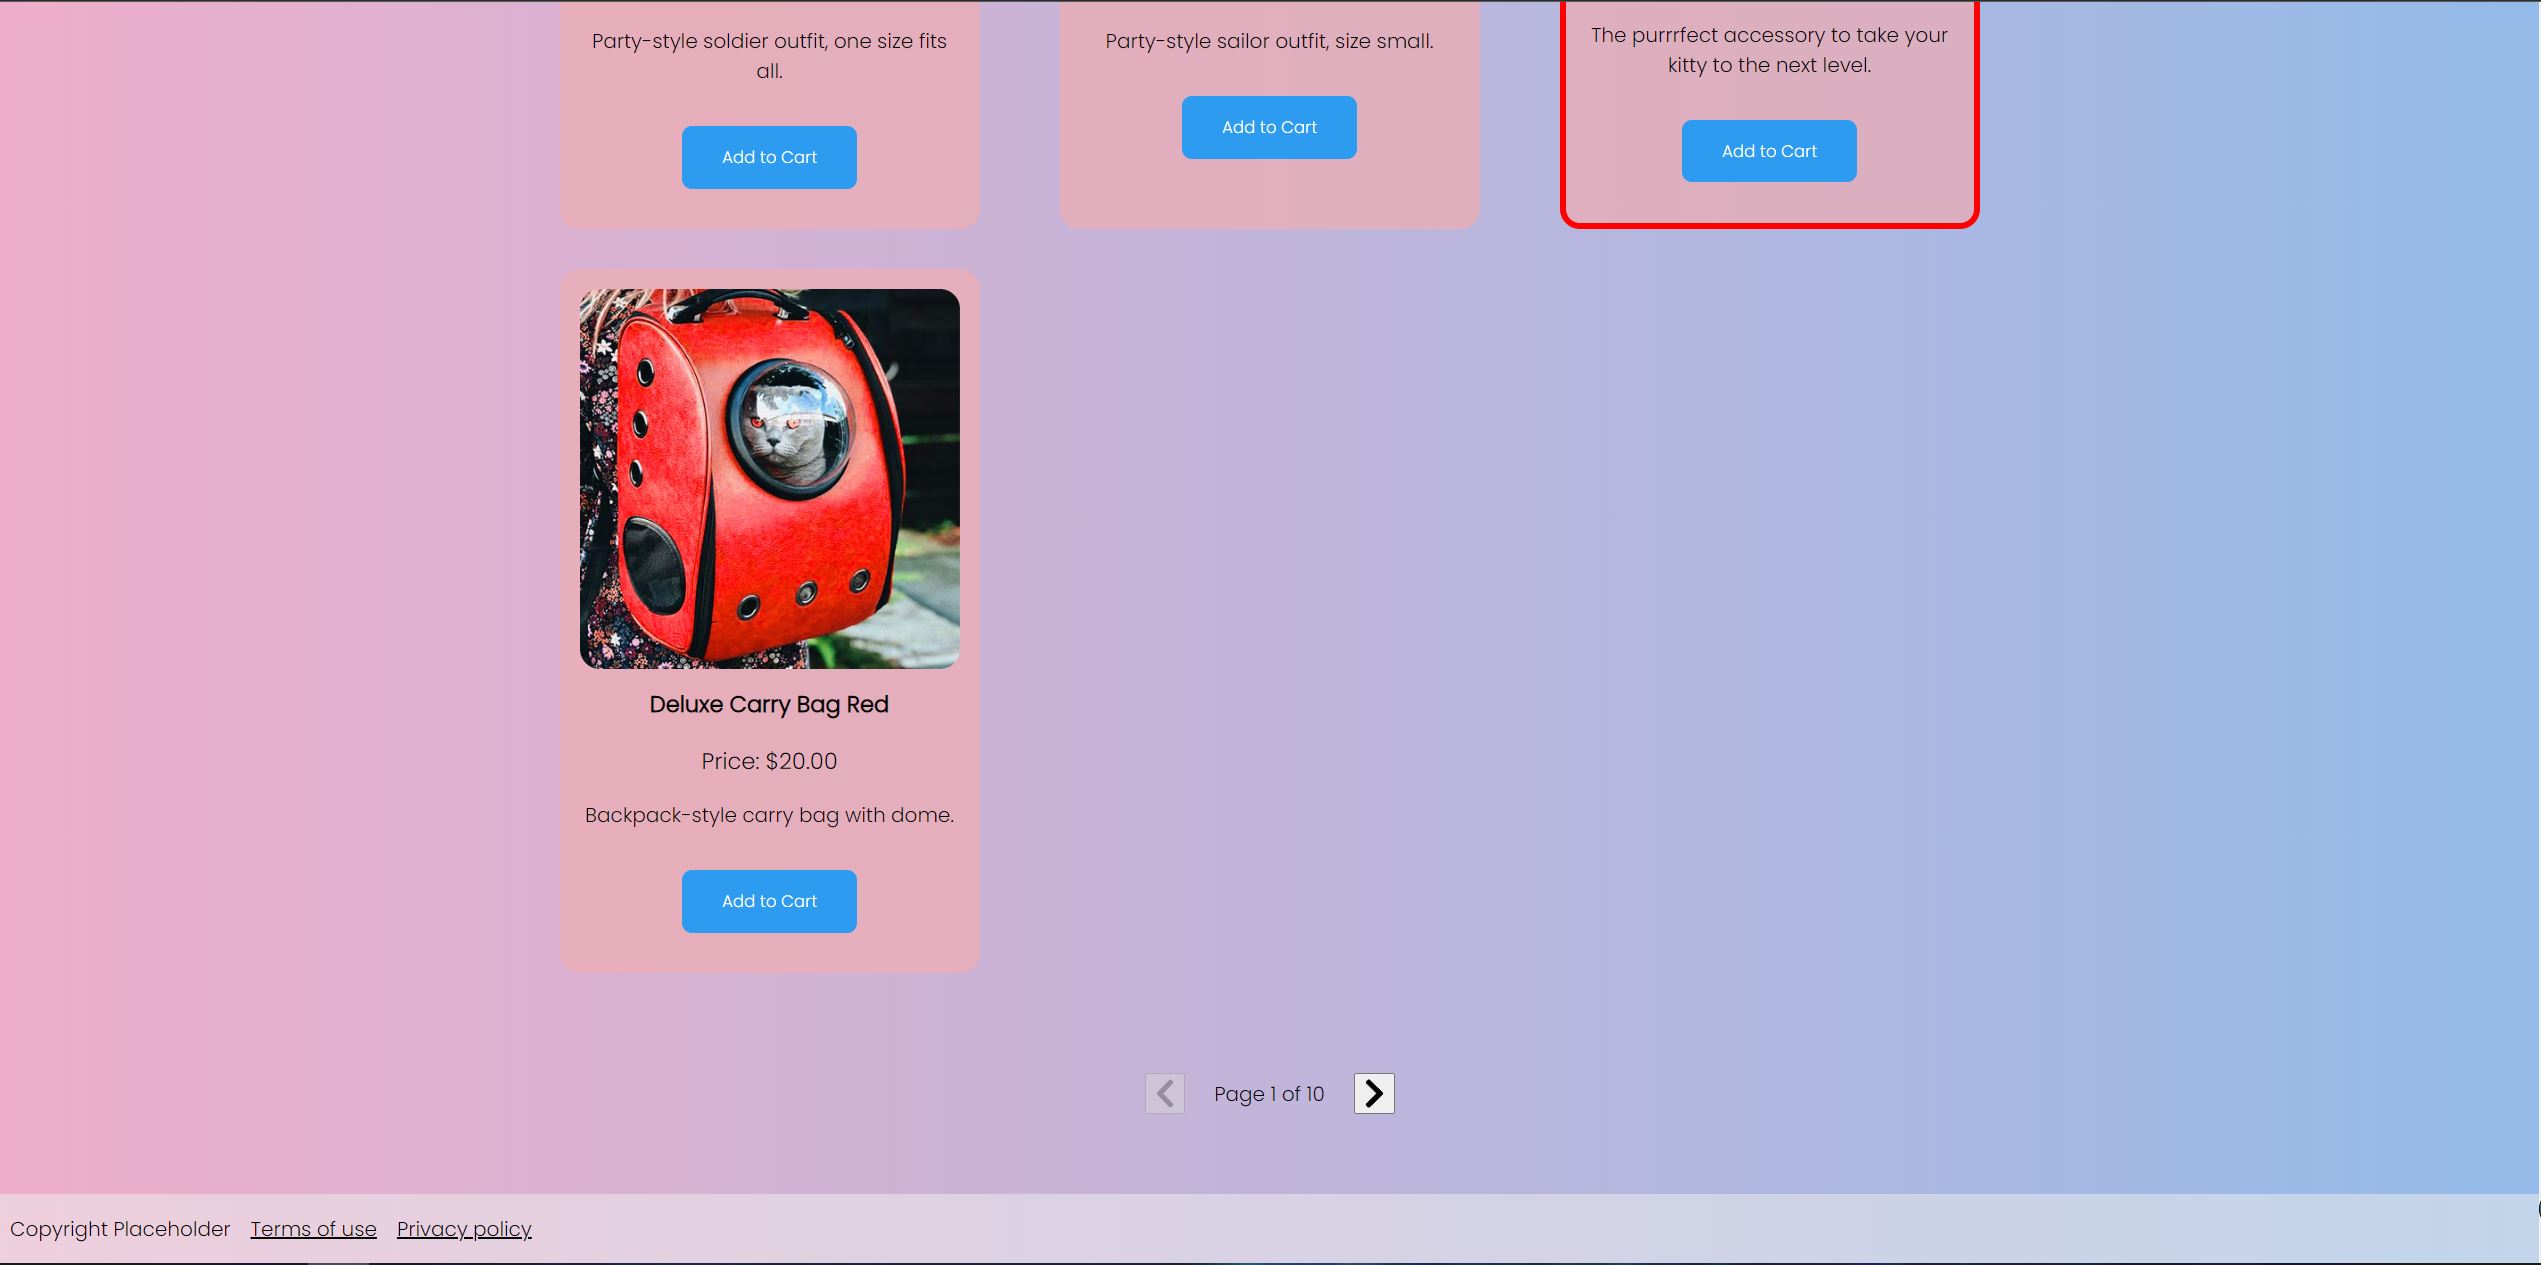 Party-style soldier outfit, one size fits
all.
Add to Cart
Party-style sailor outfit, size small.
Add to Cart
The purrrfect accessory to take your
kitty to the next level.
Add to Cart
Deluxe Carry Bag Red
Price: $20.00
Backpack-style carry bag with dome.
Add to Cart
Page 1 of 10
Copyright Placeholder Terms of use Privacy policy